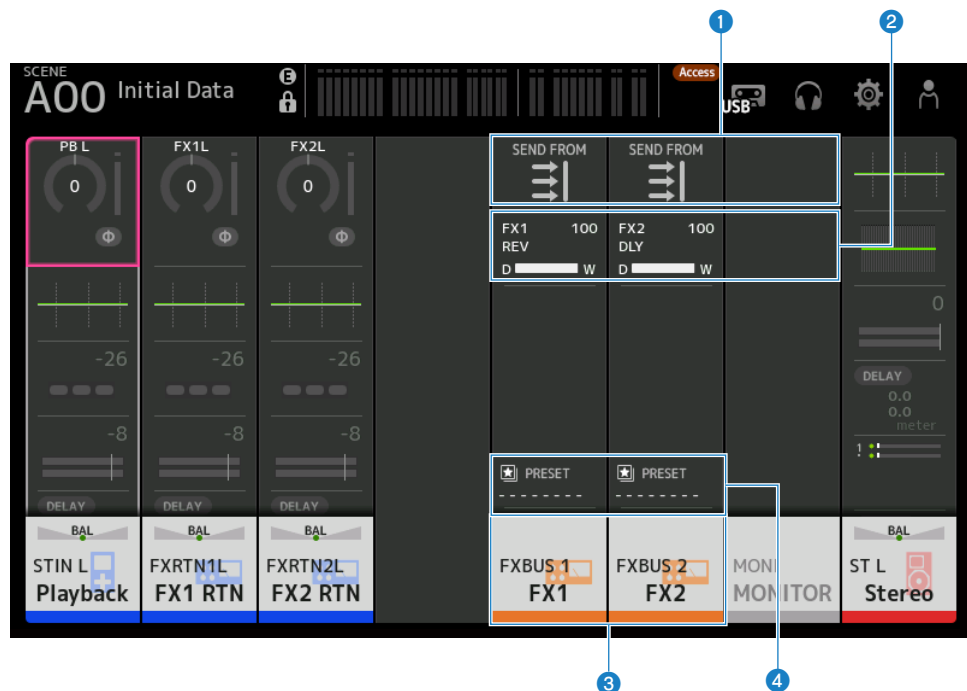 1
2
SCENE
A00 Initial Data
E
Access
USB
PB L
FX1L
FX2L
SEND FROM
SEND FROM
0
0
0
Φ
Φ
Φ
FX1 100
REV
D W
FX2 100
DLY
D W
0
-26
-26
-26
DELAY
0.0
0.0
meter
-8
-8
-8
!
PRESET
--------
PRESET
--------
DELAY
DELAY
DELAY
BAL
BAL
BAL
BAL
STIN L
Playback
FXRTN1L
FX1 RTN
FXRTN2L
FX2 RTN
FXBUS 1
FX1
FXBUS 2
FX2
MONI
MONITOR
ST L
Stereo
3
4